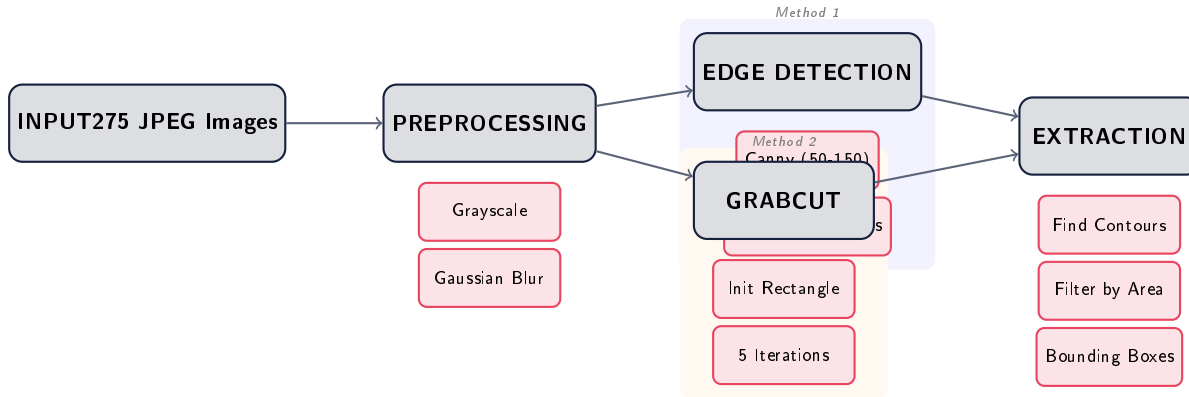 Method 1
EDGE DETECTION
INPUT275 JPEG Images
PREPROCESSING
EXTRACTION
Canny (50-150)
Method 2
GRABCUT
Grayscale
Gaussian Blur
Init Rectangle
5 Iterations
Find Contours
Filter by Area
Bounding Boxes